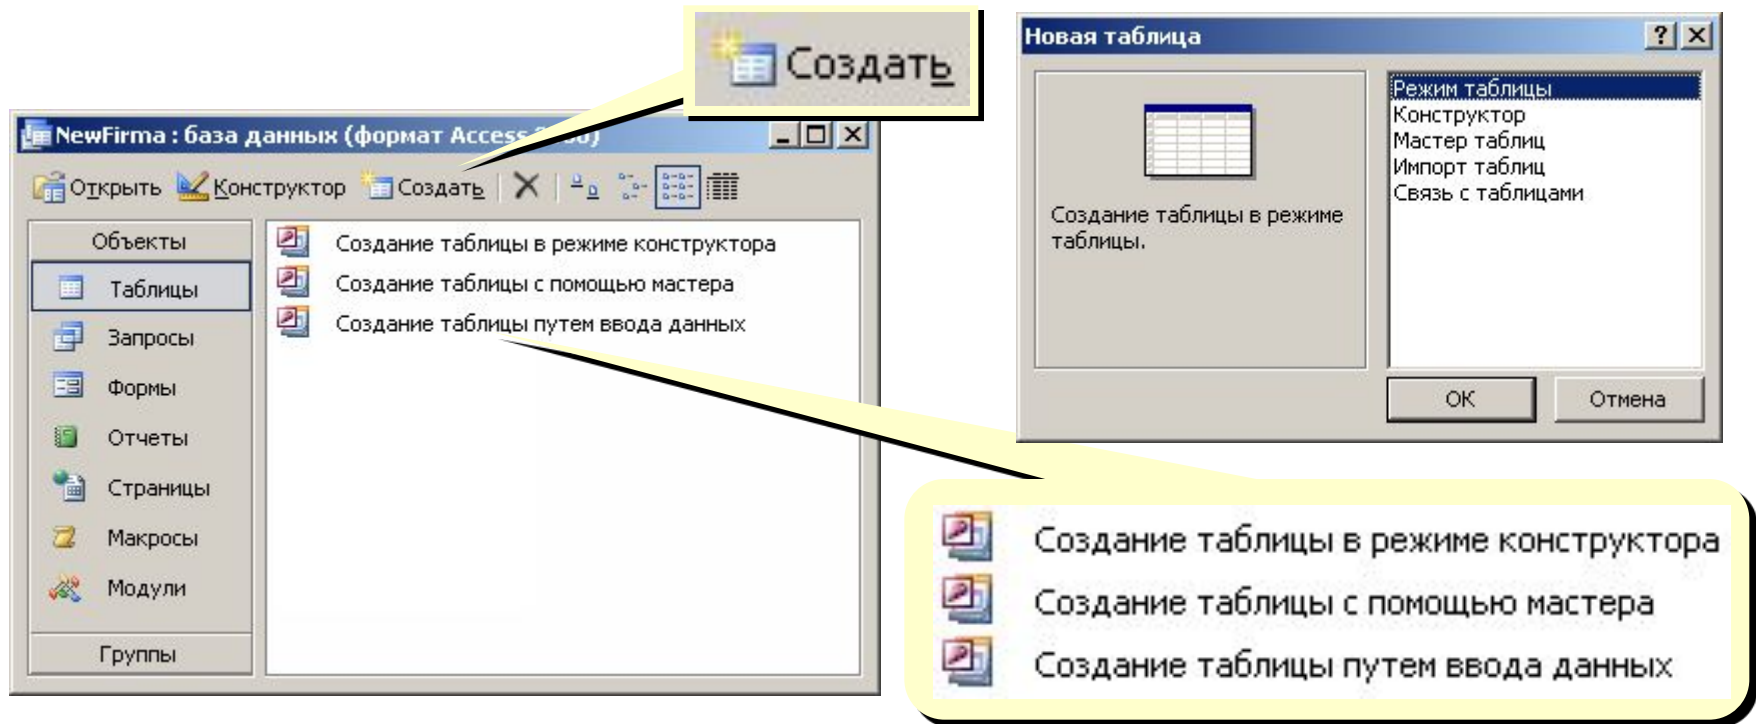 Создать
NewFirma : база данных (формат Access
Открыть Конструктор Создать
Объекты
Таблицы
Запросы
Формы
Отчеты
Страницы
Макросы
Модули
Группы
Создание таблицы в режиме конструктора
Создание таблицы с помощью мастера
Создание таблицы путем ввода данных
Новая таблица
Создание таблицы в режиме
таблицы.
Режим таблицы
Конструктор
Мастер таблиц
Импорт таблиц
Связь с таблицами
ОК Отмена
Создание таблицы в режиме конструктора
Создание таблицы с помощью мастера
Создание таблицы путем ввода данных